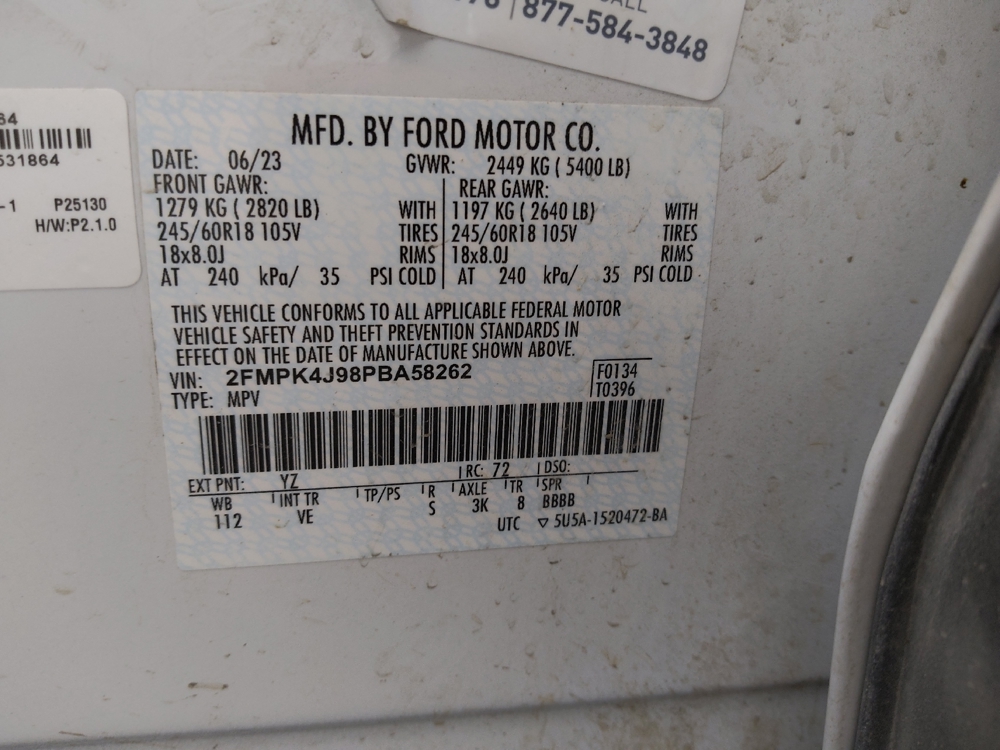 877-584-3848
531864
-1 P25130
H/W:P2.1.0
MFD. BY FORD MOTOR CO.
DATE: 06/23 GVWR: 2449 KG ( 5400 LB)
FRONT GAWR: REAR GAWR:
1279 KG ( 2820 LB) WITH 1197 KG ( 2640 LB) WITH
245/60R18 105V TIRES 245/60R18 105V TIRES
18x8.0J RIMS 18x8.0J RIMS
AT 240 kPa/ 35 PSI COLD AT 240 kPa/ 35 PSI COLD
THIS VEHICLE CONFORMS TO ALL APPLICABLE FEDERAL MOTOR
VEHICLE SAFETY AND THEFT PREVENTION STANDARDS IN
EFFECT ON THE DATE OF MANUFACTURE SHOWN ABOVE.
VIN: 2FMPK4J98PBA58262 F0134
TYPE: MPV T0396
EXT PNT: YZ RC: 72 DSO:
WB INT TR TP/PS R AXLE TR SPR
112 VE S 3K 8 BBBB
UTC ▽ 5U5A-1520472-BA